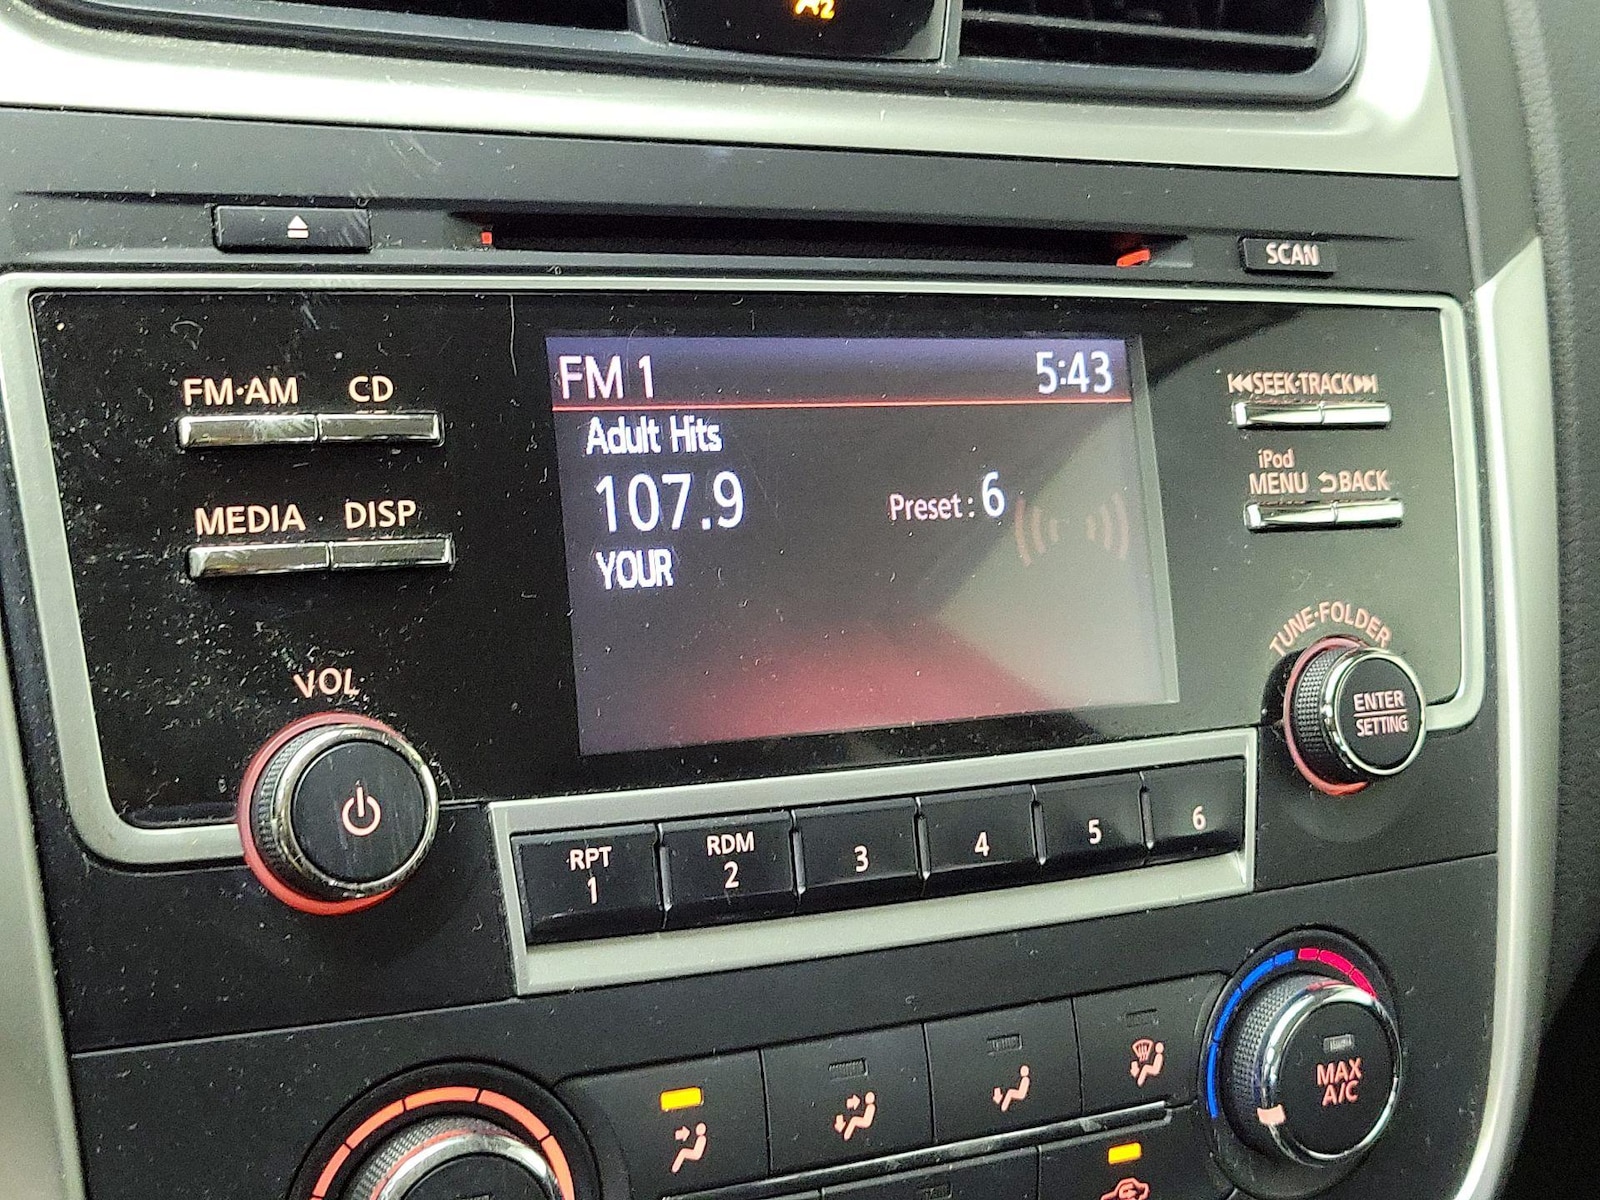 SCAN
FM·AM CD
MEDIA · DISP
VOL
FM 1 5:43
Adult Hits
107.9
Preset : 6
YOUR
SEEK·TRACK
iPod
MENU BACK
TUNE·FOLDER
ENTER
SETTING
RPT
1
RDM
2
3
4
5
6
MAX
A/C